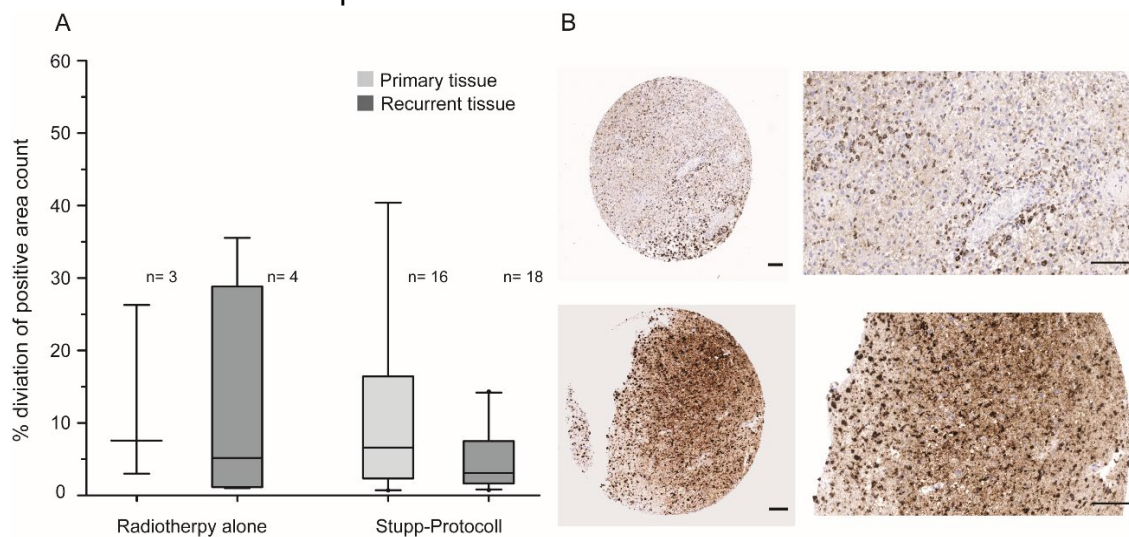 A
B
% diviation of positive area count
60
50
40
30
20
10
0
Primary tissue
Recurrent tissue
n= 3
n= 4
n= 16
n= 18
Radiotherpy alone
Stupp-Protocoll